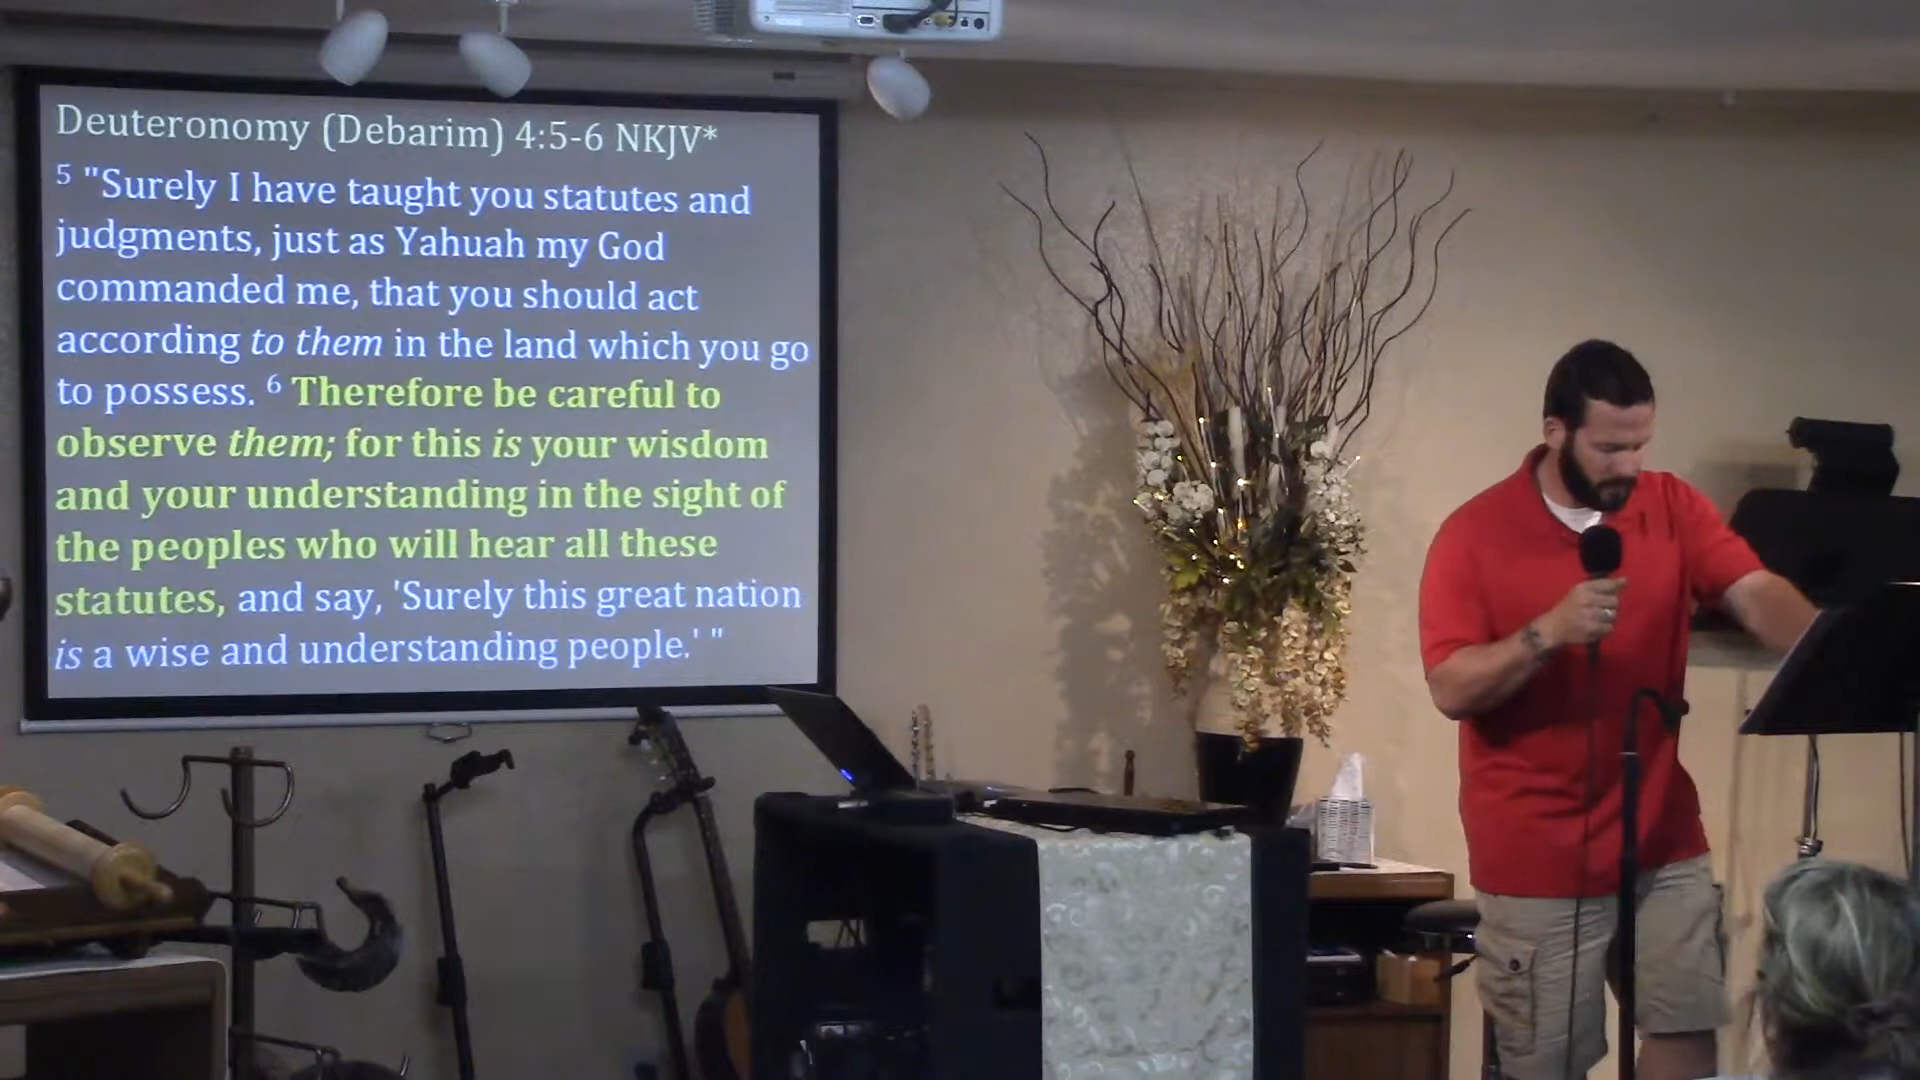 Deuteronomy (Debarim) 4:5-6 NKJV*
5 "Surely I have taught you statutes and
judgments, just as Yahuah my God
commanded me, that you should act
according to them in the land which you go
to possess. 6 Therefore be careful to
observe them; for this is your wisdom
and your understanding in the sight of
the peoples who will hear all these
statutes, and say, 'Surely this great nation
is a wise and understanding people.' "